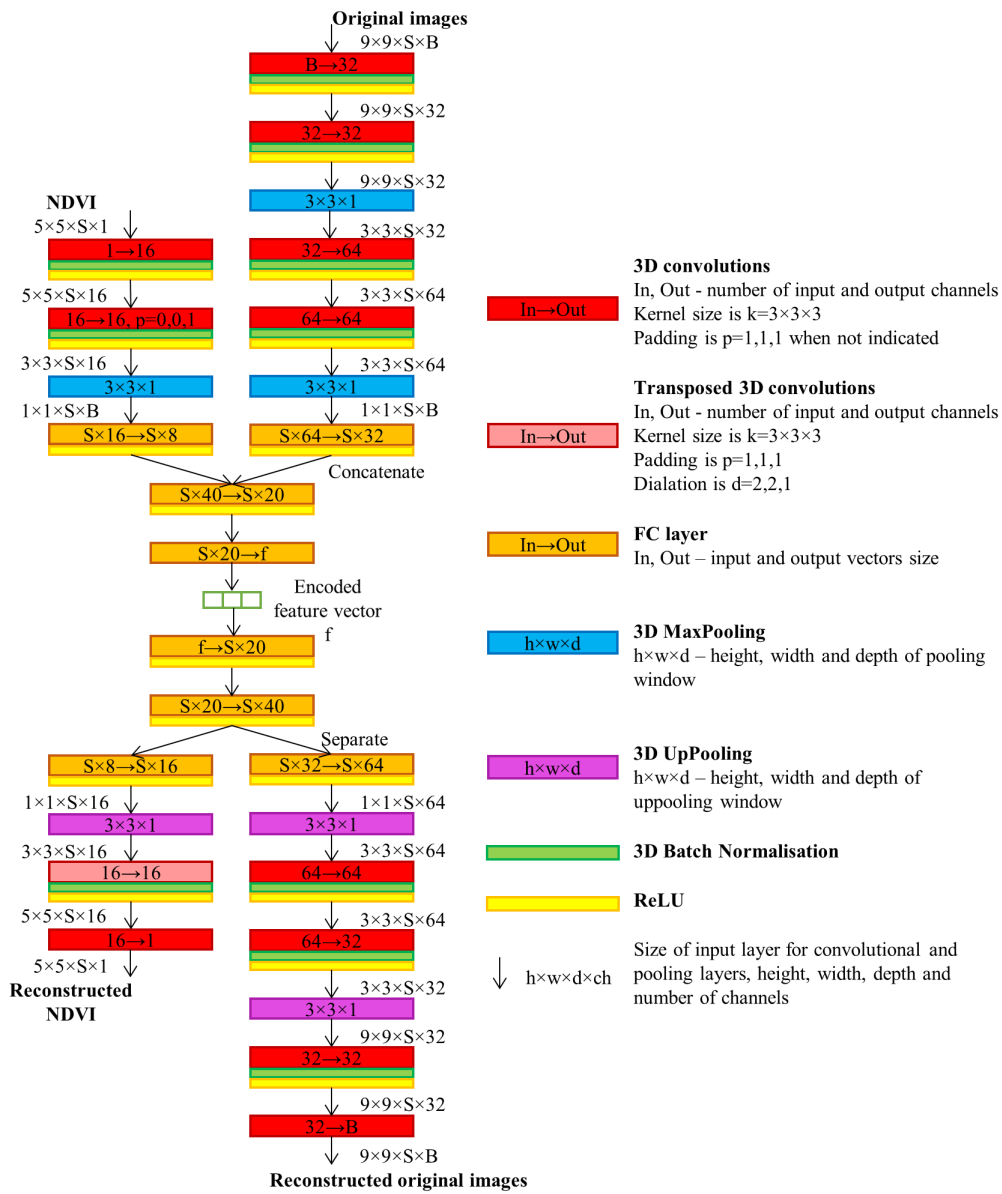 Original images
9×9×S×B
B→32
9×9×S×32
32→32
9×9×S×32
3×3×1
3×3×S×32
32→64
3×3×S×64
64→64
3×3×S×64
3×3×1
1×1×S×B
S×64→S×32
NDVI
5×5×S×1
1→16
5×5×S×16
16→16, p=0,0,1
3×3×S×16
3×3×1
1×1×S×B
S×16→S×8
Concatenate
S×40→S×20
S×20→f
Encoded
feature vector
f
f→S×20
S×20→S×40
Separate
S×8→S×16
1×1×S×16
3×3×1
3×3×S×16
16→16
5×5×S×16
16→1
5×5×S×1
Reconstructed
NDVI
S×32→S×64
1×1×S×64
3×3×1
3×3×S×64
64→64
3×3×S×64
64→32
3×3×S×32
3×3×1
9×9×S×32
32→32
9×9×S×32
32→B
9×9×S×B
Reconstructed original images
In→Out
3D convolutions
In, Out - number of input and output channels
Kernel size is k=3×3×3
Padding is p=1,1,1 when not indicated
In→Out
Transposed 3D convolutions
In, Out - number of input and output channels
Kernel size is k=3×3×3
Padding is p=1,1,1
Dialation is d=2,2,1
In→Out
FC layer
In, Out – input and output vectors size
h×w×d
3D MaxPooling
h×w×d – height, width and depth of pooling
window
h×w×d
3D UpPooling
h×w×d – height, width and depth of
uppooling window
3D Batch Normalisation
ReLU
h×w×d×ch
Size of input layer for convolutional and
pooling layers, height, width, depth and
number of channels